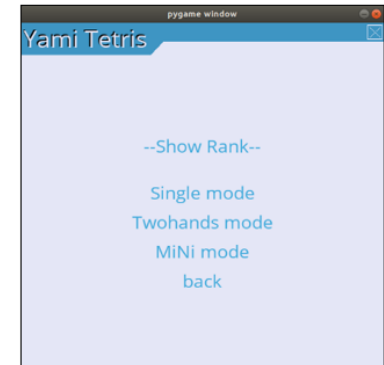 pygame window
Yami Tetris
--Show Rank--
Single mode
Twohands mode
MiNi mode
back